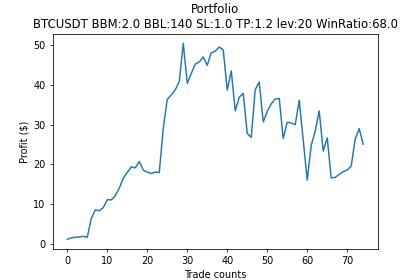 Portfolio
BTCUSDT BBM:2.0 BBL:140 SL:1.0 TP:1.2 lev:20 WinRatio:68.0
50
40
30
20
10
0
Profit ($)
0 10 20 30 40 50 60 70
Trade counts